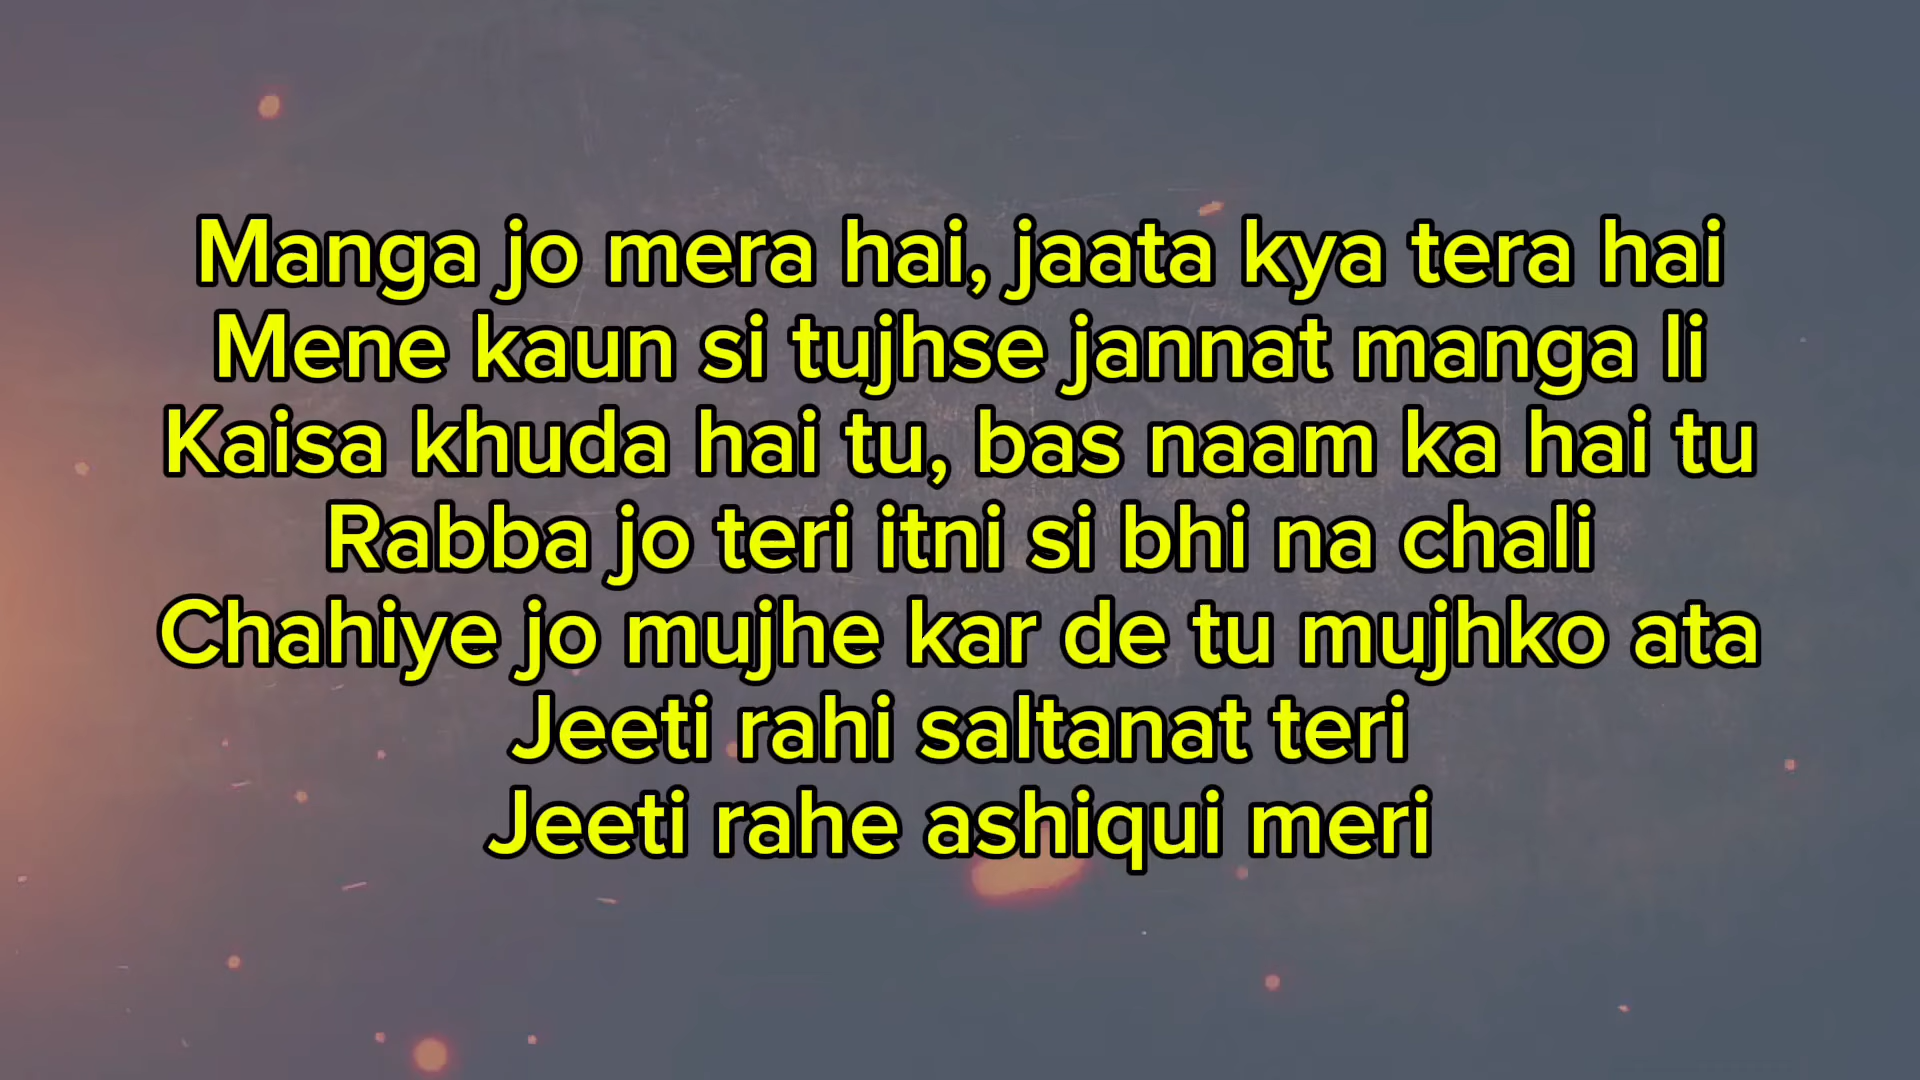 Manga jo mera hai, jaata kya tera hai
Mene kaun si tujhse jannat manga li
Kaisa khuda hai tu, bas naam ka hai tu
Rabba jo teri itni si bhi na chali
Chahiye jo mujhe kar de tu mujhko ata
Jeeti rahi saltanat teri
Jeeti rahe ashiqui meri